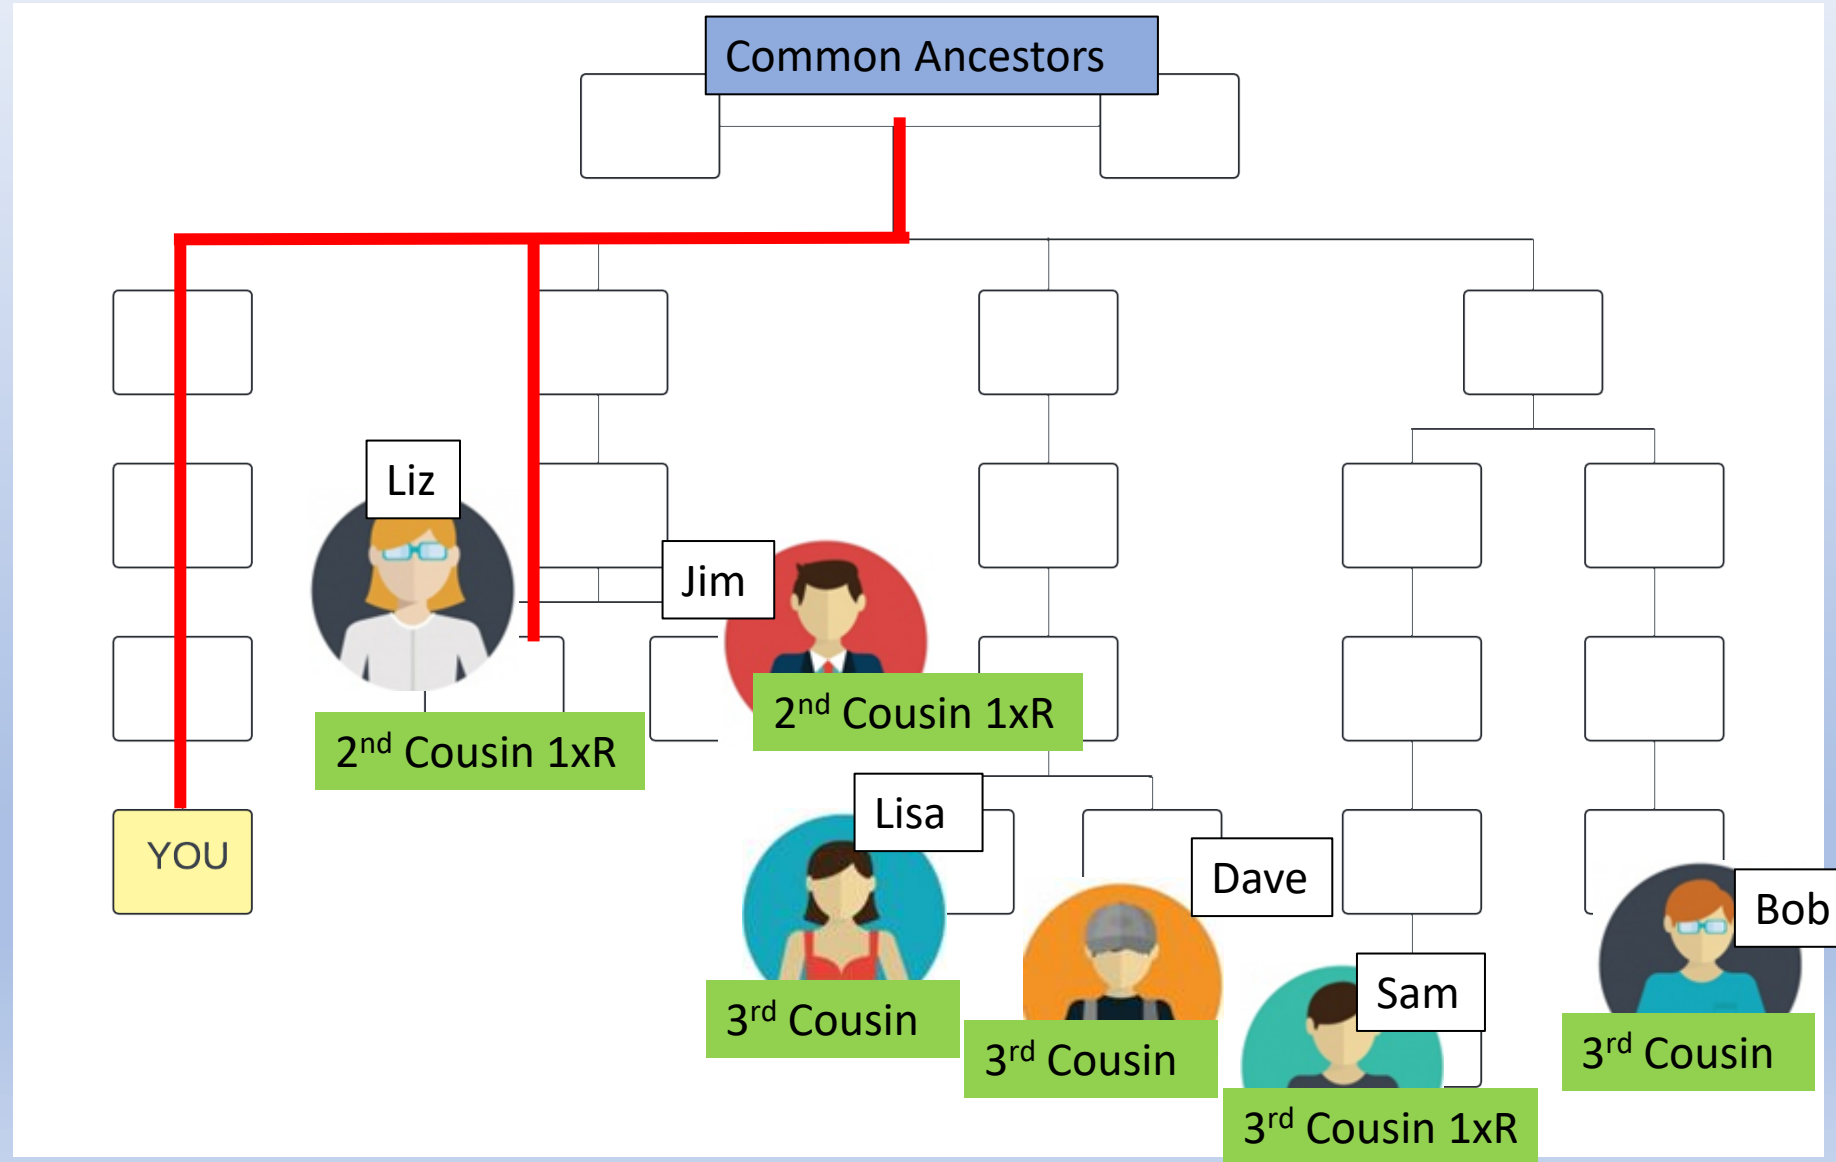 Common Ancestors
Liz
Jim
2nd Cousin 1xR
2nd Cousin 1xR
Lisa
YOU
Dave
Bob
Sam
3rd Cousin
3rd Cousin
3rd Cousin
3rd Cousin 1xR